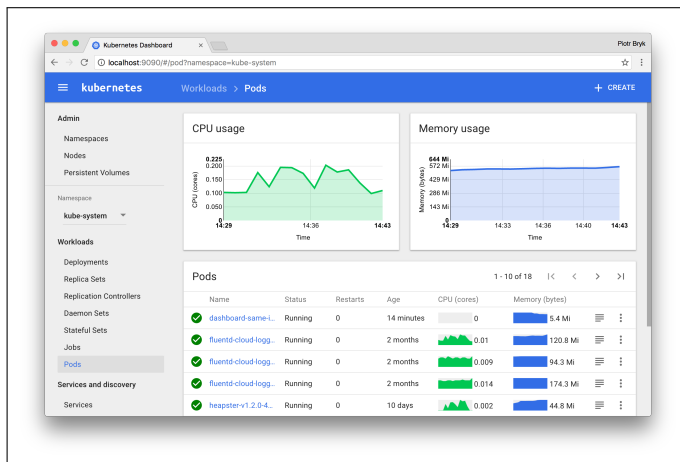 Kubernetes Dashboard
Piotr Bryk
localhost:9090/#/pod?namespace=kube-system
kubernetes
Workloads > Pods
+ CREATE
Admin
Namespaces
Nodes
Persistent Volumes
Namespace
kube-system
Workloads
Deployments
Replica Sets
Replication Controllers
Daemon Sets
Stateful Sets
Jobs
Pods
Services and discovery
Services
CPU usage
CPU (cores)
0.225
0.200
0.150
0.100
0.050
0
14:29 14:36 14:43
Time
Memory usage
Memory (bytes)
644 Mi
572 Mi
429 Mi
286 Mi
143 Mi
0
14:29 14:33 14:36 14:40 14:43
Time
Pods
1 - 10 of 18
Name Status Restarts Age CPU (cores) Memory (bytes)
dashboard-same-i... Running 0 14 minutes 0 5.4 Mi
fluentd-cloud-logg... Running 0 2 months 0.01 120.8 Mi
fluentd-cloud-logg... Running 0 2 months 0.009 94.3 Mi
fluentd-cloud-logg... Running 0 2 months 0.014 174.3 Mi
heapster-v1.2.0-4... Running 0 10 days 0.002 44.8 Mi